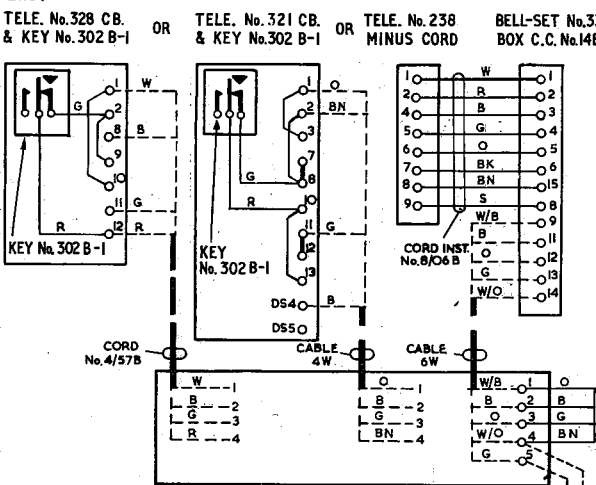 TELE. No.328 CB.
& KEY No.302 B-I
OR
TELE. No.321 CB.
& KEY No.302 B-I
OR
TELE. No.238
MINUS CORD
BELL-SET No.3
BOX C.C. No.14
1
W
2
G
8
B
9
10
11
G
12
R
R
KEY No.302 B-I
1
O
2
BN
3
7
8
G
10
R
11
G
12
13
KEY
No.302 B-I
DS4
B
DS5
1
W
1
2
R
2
4
B
3
5
G
4
6
O
5
7
BK
6
8
BN
15
9
S
8
W/B
9
B
11
O
12
G
13
W/O
14
CORD INST.
No.8/06 B
CORD
No.4/57B
CABLE
4W
CABLE
6W
W
1
B
2
G
3
R
4
O
1
B
2
G
3
BN
4
W/B
1
O
B
2
B
O
3
G
W/O
4
BN
G
5